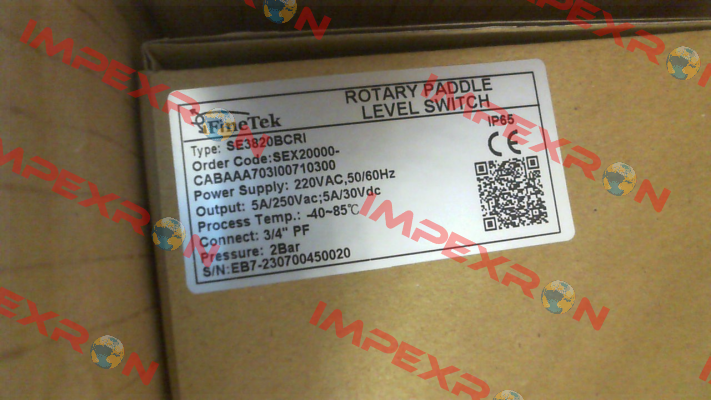 FineTek
ROTARY PADDLE
LEVEL SWITCH
IP65
CE
Type: SE3820BCRI
Order Code:SEX20000-
CABAAA703I00710300
Power Supply: 220VAC,50/60Hz
Output: 5A/250Vac;5A/30Vdc
Process Temp.: -40~85℃
Connect: 3/4" PF
Pressure: 2Bar
S/N:EB7-230700450020
IMPEXRON
IMPEXRON
IMPEXRON
IMPEXRON
IMPEXRON
IMPEXRON